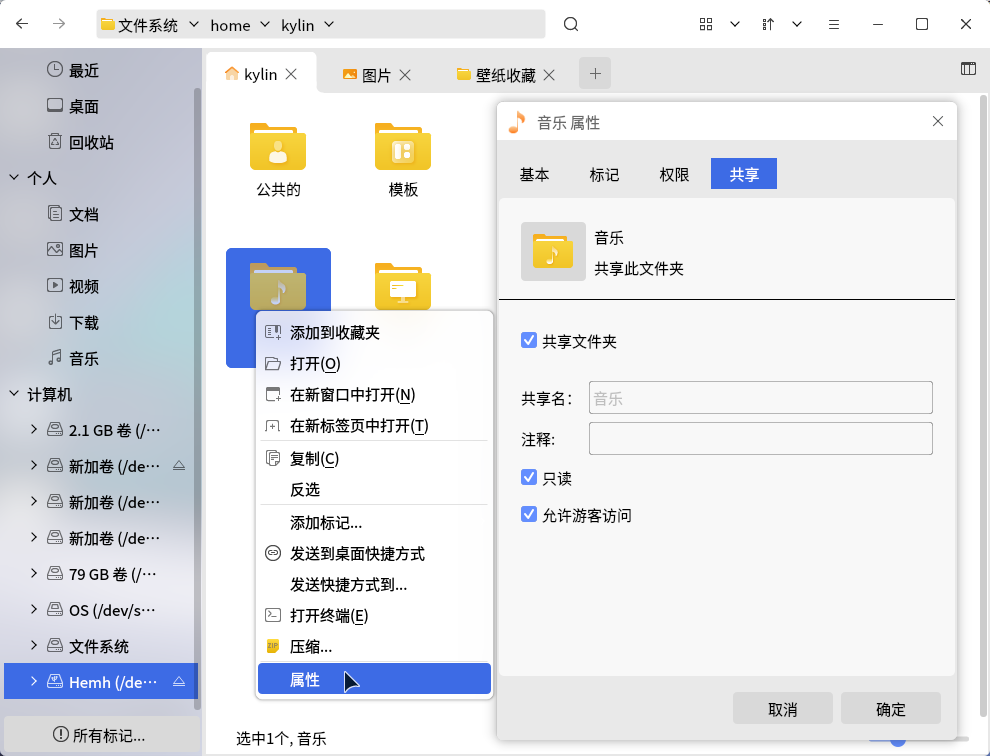 文件系统 home kylin
最近
桌面
回收站
个人
文档
图片
视频
下载
音乐
计算机
2.1 GB 卷 (/···
新加卷 (/de···
新加卷 (/de···
新加卷 (/de···
79 GB 卷 (/···
OS (/dev/s···
文件系统
Hemh (/de···
所有标记...
kylin 图片 壁纸收藏
公共的 模板
添加到收藏夹
打开(O)
在新窗口中打开(N)
在新标签页中打开(T)
复制(C)
反选
添加标记...
发送到桌面快捷方式
发送快捷方式到...
打开终端(E)
ZIP 压缩...
属性
选中1个, 音乐
音乐 属性
基本 标记 权限 共享
音乐
共享此文件夹
共享文件夹
共享名： 音乐
注释:
只读
允许游客访问
取消 确定